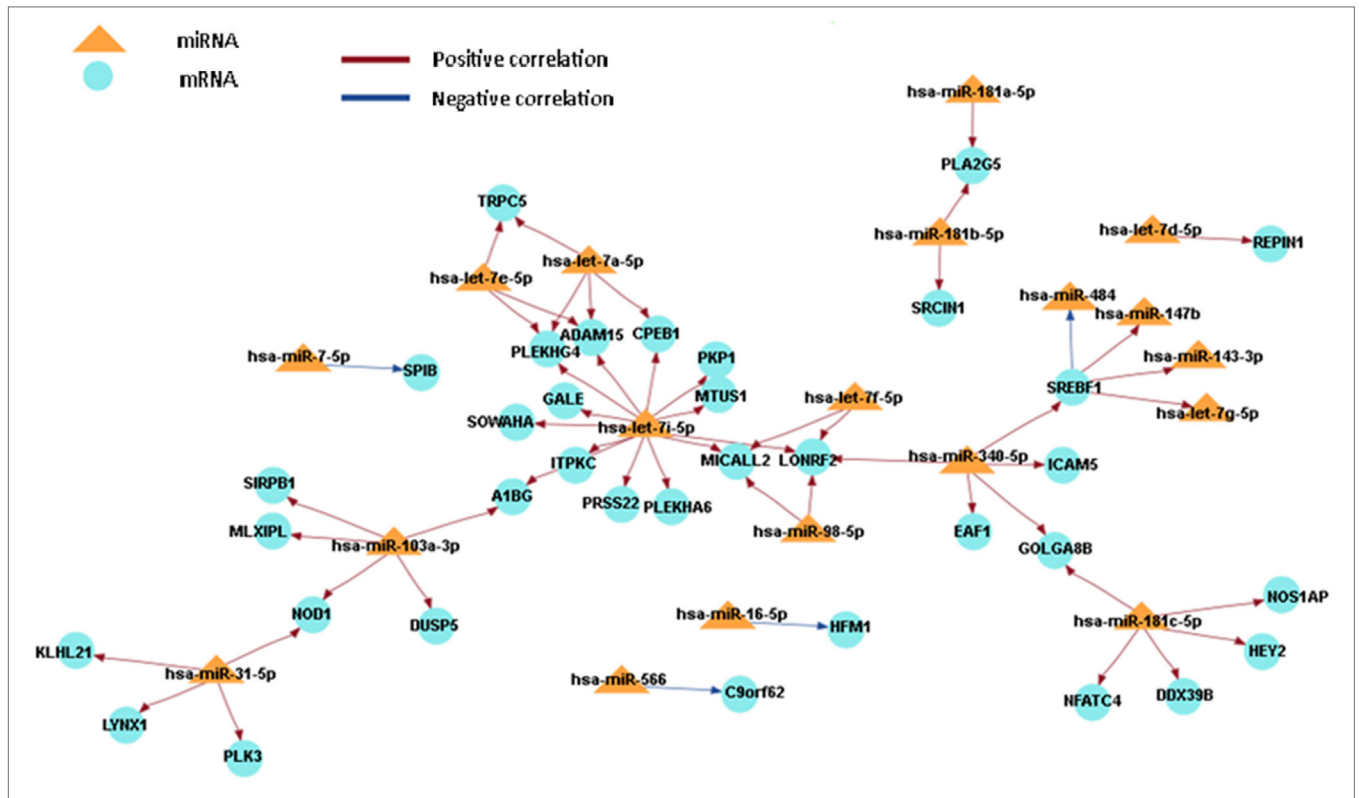 miRNA
mRNA
Positive correlation
Negative correlation
hsa-miR-181a-5p
PLA2G5
TRPC5
hsa-miR-181b-5p
hsa-let-7d-5p
REPIN1
hsa-let-7a-5p
hsa-let-7e-5p
SRCIN1
hsa-miR-484
hsa-miR-147b
ADAM15
CPEB1
PLEKHG4
hsa-miR-7-5p
SPIB
PKP1
hsa-miR-143-3p
SREBF1
MTUS1
GALE
hsa-let-7f-5p
hsa-let-7g-5p
SOWAHA
hsa-let-7i-5p
ITPKC
MICALL2
LONRF2
hsa-miR-340-5p
ICAM5
SIRPB1
A1BG
PRSS22
PLEKHA6
MLXIPL
hsa-miR-103a-3p
hsa-miR-98-5p
EAF1
GOLGA8B
NOS1AP
NOD1
DUSP5
hsa-miR-16-5p
HFM1
hsa-miR-181c-5p
KLHL21
HEY2
hsa-miR-31-5p
hsa-miR-566
C9orf62
NFATC4
DDX39B
LYNX1
PLK3